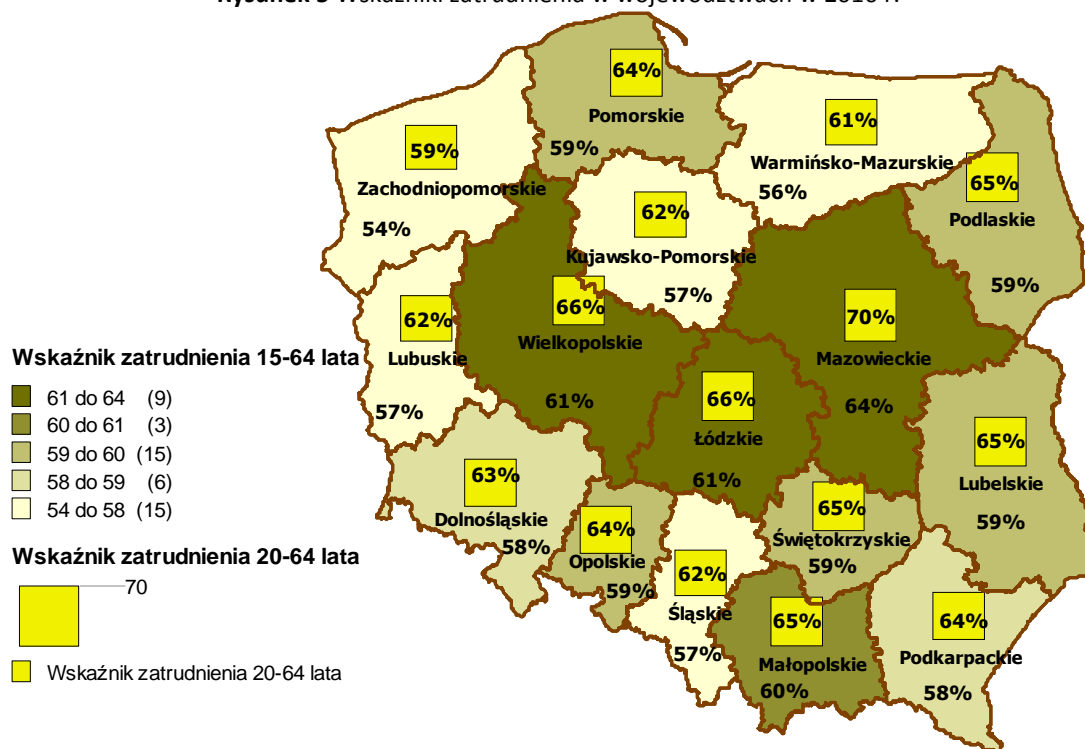 64%
Pomorskie
59%
61%
Warmińsko-Mazurskie
56%
59%
Zachodniopomorskie
54%
65%
Podlaskie
59%
62%
Kujawsko-Pomorskie
57%
62%
Lubuskie
57%
66%
Wielkopolskie
61%
70%
Mazowieckie
64%
66%
Łódzkie
61%
65%
Lubelskie
59%
63%
Dolnośląskie
58%
64%
Opolskie
59%
65%
Świętokrzyskie
59%
62%
Śląskie
57%
65%
Małopolskie
60%
64%
Podkarpackie
58%
Wskaźnik zatrudnienia 15-64 lata
61 do 64 (9)
60 do 61 (3)
59 do 60 (15)
58 do 59 (6)
54 do 58 (15)
Wskaźnik zatrudnienia 20-64 lata
70
Wskaźnik zatrudnienia 20-64 lata